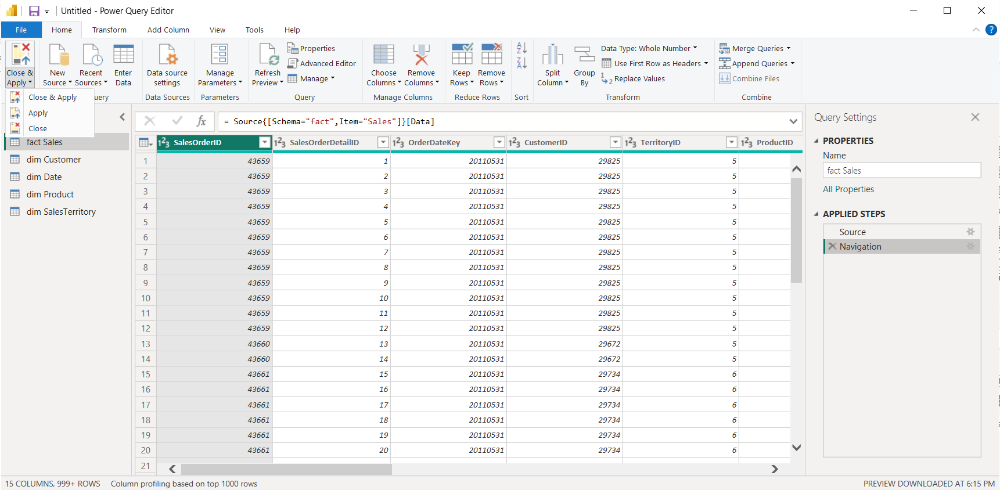 Untitled - Power Query Editor
File Home Transform Add Column View Tools Help
Close & Apply
New Source
Recent Sources
Enter Data
uery
Data source settings
Data Sources
Manage Parameters
Parameters
Refresh Preview
Properties
Advanced Editor
Manage
Query
Choose Columns
Remove Columns
Manage Columns
Keep Rows
Remove Rows
Reduce Rows
A Z
Z A
Sort
Split Column
Group By
Data Type: Whole Number
Use First Row as Headers
1 2 Replace Values
Transform
Merge Queries
Append Queries
Combine Files
Combine
?
Close & Apply
Apply
Close
fact Sales
dim Customer
dim Date
dim Product
dim SalesTerritory
fx = Source{[Schema="fact",Item="Sales"]}[Data]
123 SalesOrderID 123 SalesOrderDetailID 123 OrderDateKey 123 CustomerID 123 TerritoryID 123 ProductID
1 43659 1 20110531 29825 5
2 43659 2 20110531 29825 5
3 43659 3 20110531 29825 5
4 43659 4 20110531 29825 5
5 43659 5 20110531 29825 5
6 43659 6 20110531 29825 5
7 43659 7 20110531 29825 5
8 43659 8 20110531 29825 5
9 43659 9 20110531 29825 5
10 43659 10 20110531 29825 5
11 43659 11 20110531 29825 5
12 43659 12 20110531 29825 5
13 43660 13 20110531 29672 5
14 43660 14 20110531 29672 5
15 43661 15 20110531 29734 6
16 43661 16 20110531 29734 6
17 43661 17 20110531 29734 6
18 43661 18 20110531 29734 6
19 43661 19 20110531 29734 6
20 43661 20 20110531 29734 6
21
Query Settings
PROPERTIES
Name
fact Sales
All Properties
APPLIED STEPS
Source
Navigation
15 COLUMNS, 999+ ROWS Column profiling based on top 1000 rows
PREVIEW DOWNLOADED AT 6:15 PM